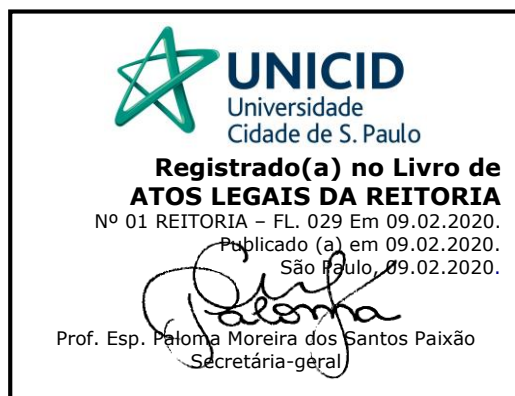 UNICID
Universidade
Cidade de S. Paulo
Registrado(a) no Livro de
ATOS LEGAIS DA REITORIA
Nº 01 REITORIA – FL. 029 Em 09.02.2020.
Publicado (a) em 09.02.2020.
São Paulo, 09.02.2020.
Paloma
Prof. Esp. Paloma Moreira dos Santos Paixão
Secretária-geral